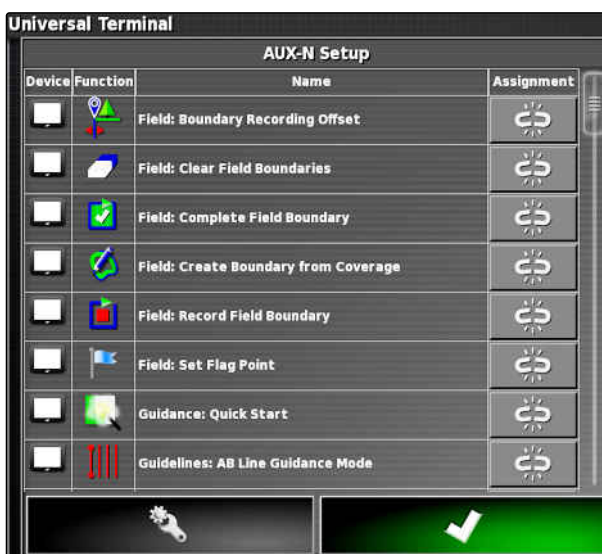 Universal Terminal
AUX-N Setup
Device Function Name Assignment
Field: Boundary Recording Offset
Field: Clear Field Boundaries
Field: Complete Field Boundary
Field: Create Boundary from Coverage
Field: Record Field Boundary
Field: Set Flag Point
Guidance: Quick Start
Guidelines: AB Line Guidance Mode